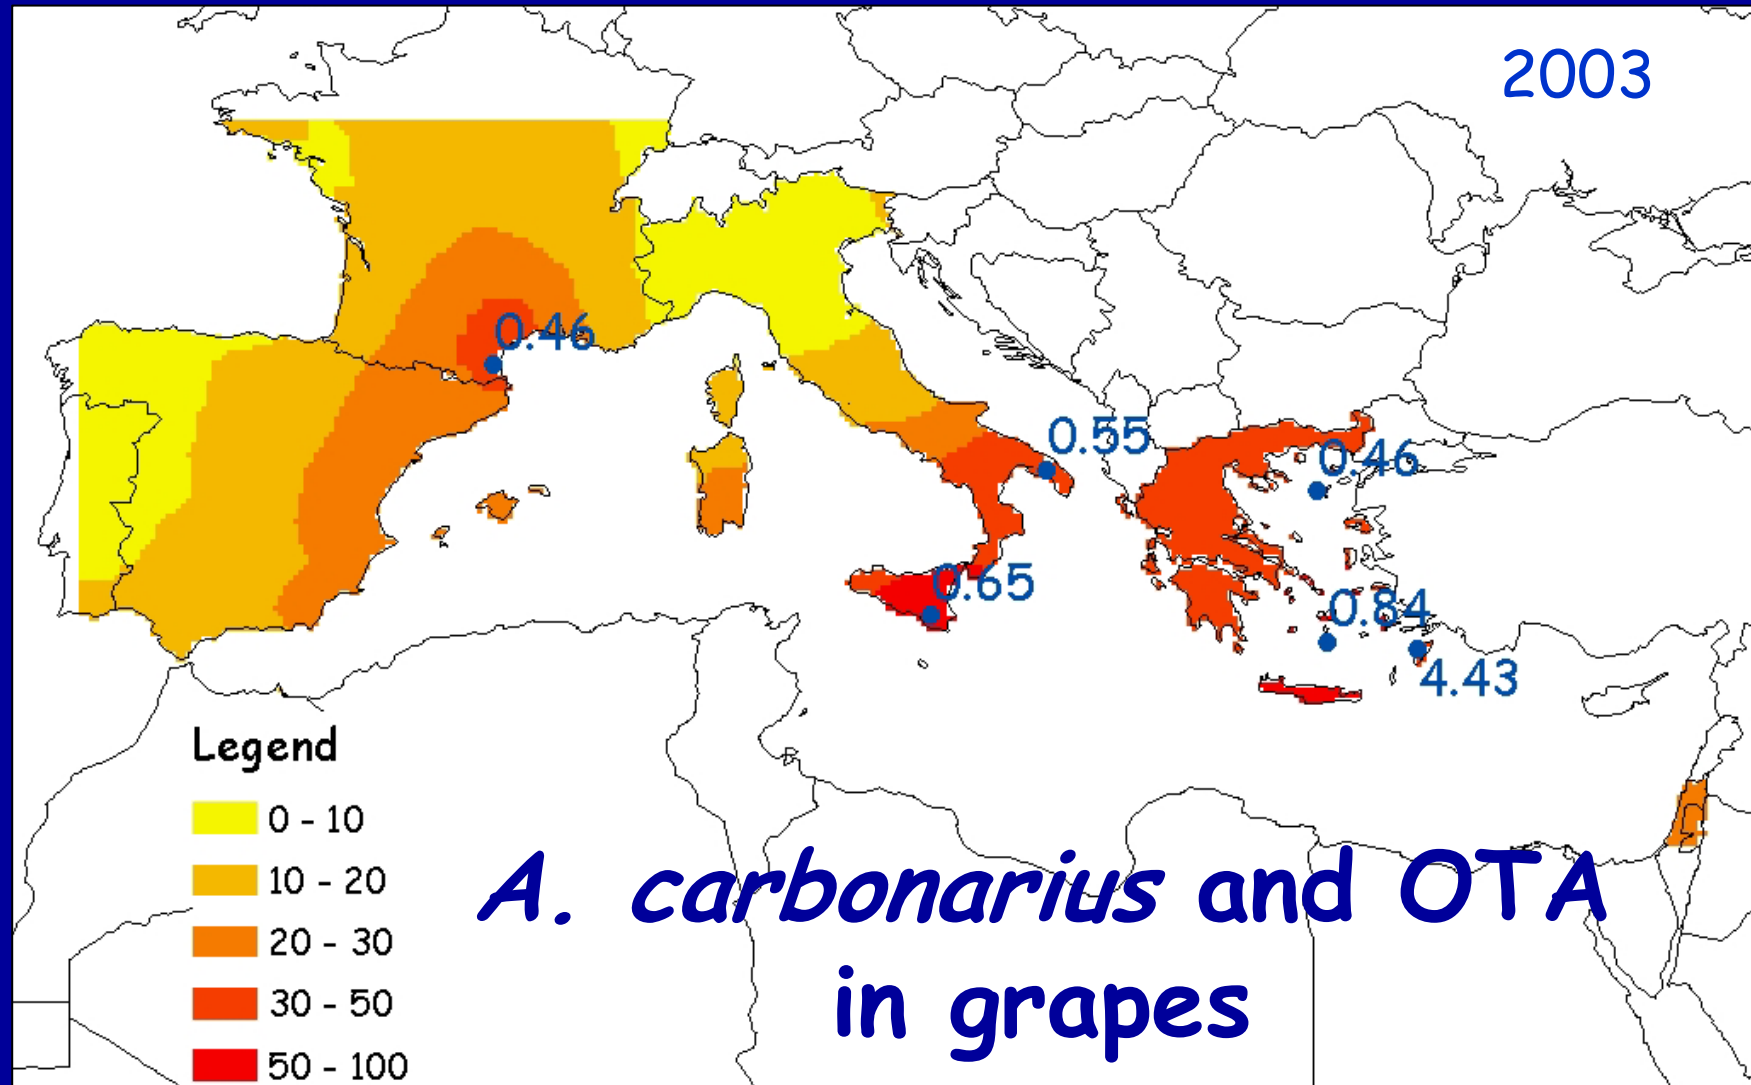 2003
0.46
0.55
0.46
0.65
0.84
4.43
Legend
0 - 10
10 - 20
20 - 30
30 - 50
50 - 100
A. carbonarius and OTA
in grapes